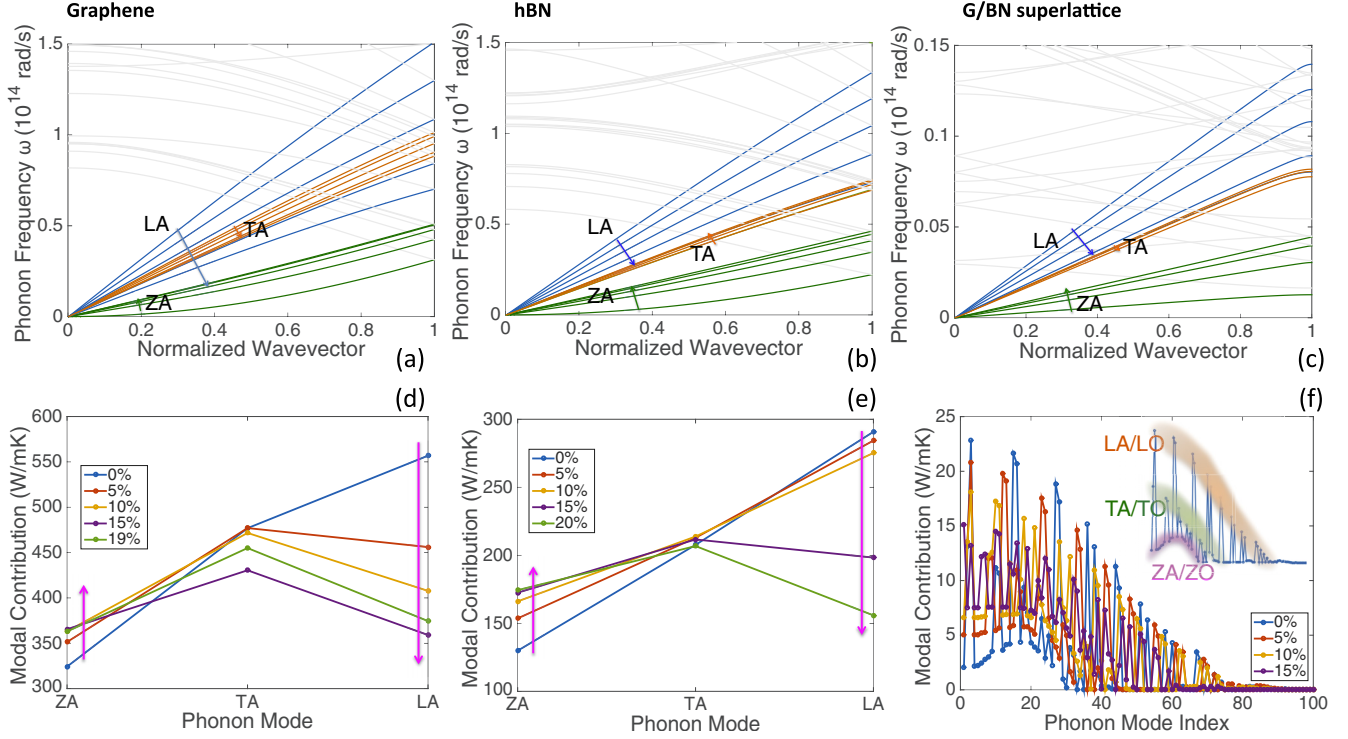 Graphene
hBN
G/BN superlattice
Phonon Frequency ω (10^14 rad/s)
1.5
1
0.5
0
LA
TA
ZA
0 0.2 0.4 0.6 0.8 1
Normalized Wavevector
(a)
Phonon Frequency ω (10^14 rad/s)
1.5
1
0.5
0
LA
TA
ZA
0 0.2 0.4 0.6 0.8 1
Normalized Wavevector
(b)
Phonon Frequency ω (10^14 rad/s)
0.15
0.1
0.05
0
LA
TA
ZA
0 0.2 0.4 0.6 0.8 1
Normalized Wavevector
(c)
(d)
Modal Contribution (W/mK)
600
550
500
450
400
350
300
0%
5%
10%
15%
19%
ZA TA LA
Phonon Mode
(e)
Modal Contribution (W/mK)
300
250
200
150
100
0%
5%
10%
15%
20%
ZA TA LA
Phonon Mode
(f)
Modal Contribution (W/mK)
25
20
15
10
5
0
LA/LO
TA/TO
ZA/ZO
0%
5%
10%
15%
0 20 40 60 80 100
Phonon Mode Index